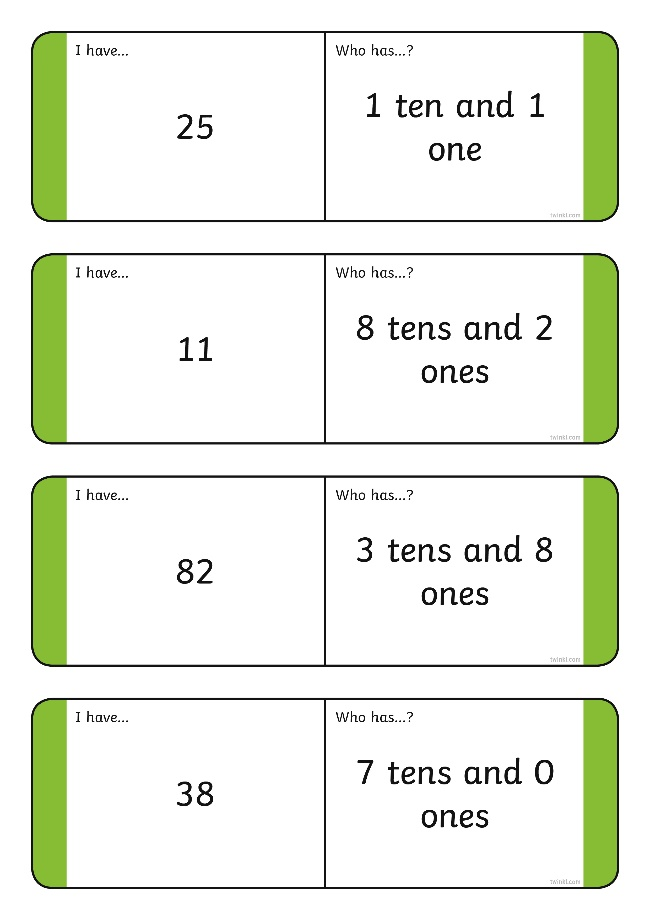 I have...
25
Who has...?
1 ten and 1
one
twinkl.com
I have...
11
Who has...?
8 tens and 2
ones
twinkl.com
I have...
82
Who has...?
3 tens and 8
ones
twinkl.com
I have...
38
Who has...?
7 tens and 0
ones
twinkl.com